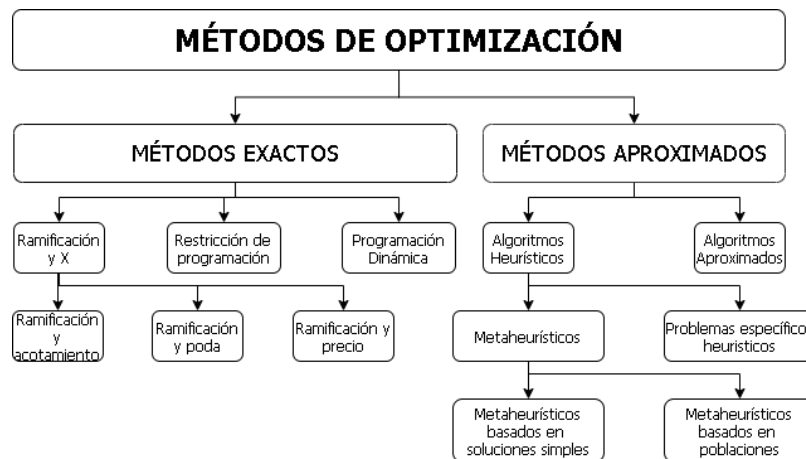 MÉTODOS DE OPTIMIZACIÓN
MÉTODOS EXACTOS
MÉTODOS APROXIMADOS
Ramificación
y X
Restricción de
programación
Programación
Dinámica
Algoritmos
Heurísticos
Algoritmos
Aproximados
Ramificación
y
acotamiento
Ramificación
y poda
Ramificación y
precio
Metaheurísticos
Problemas específico
heuristicos
Metaheurísticos
basados en
soluciones simples
Metaheurísticos
basados en
poblaciones